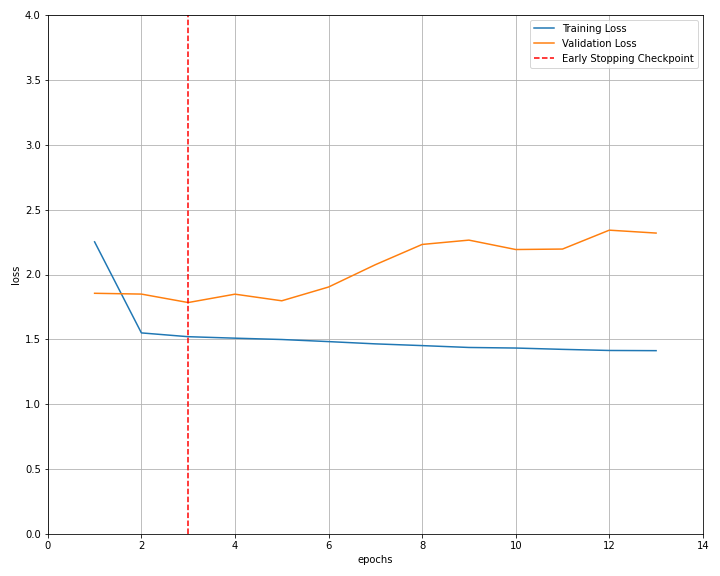 4.0
3.5
3.0
2.5
2.0
1.5
1.0
0.5
0.0
loss
Training Loss
Validation Loss
Early Stopping Checkpoint
0 2 4 6 8 10 12 14
epochs